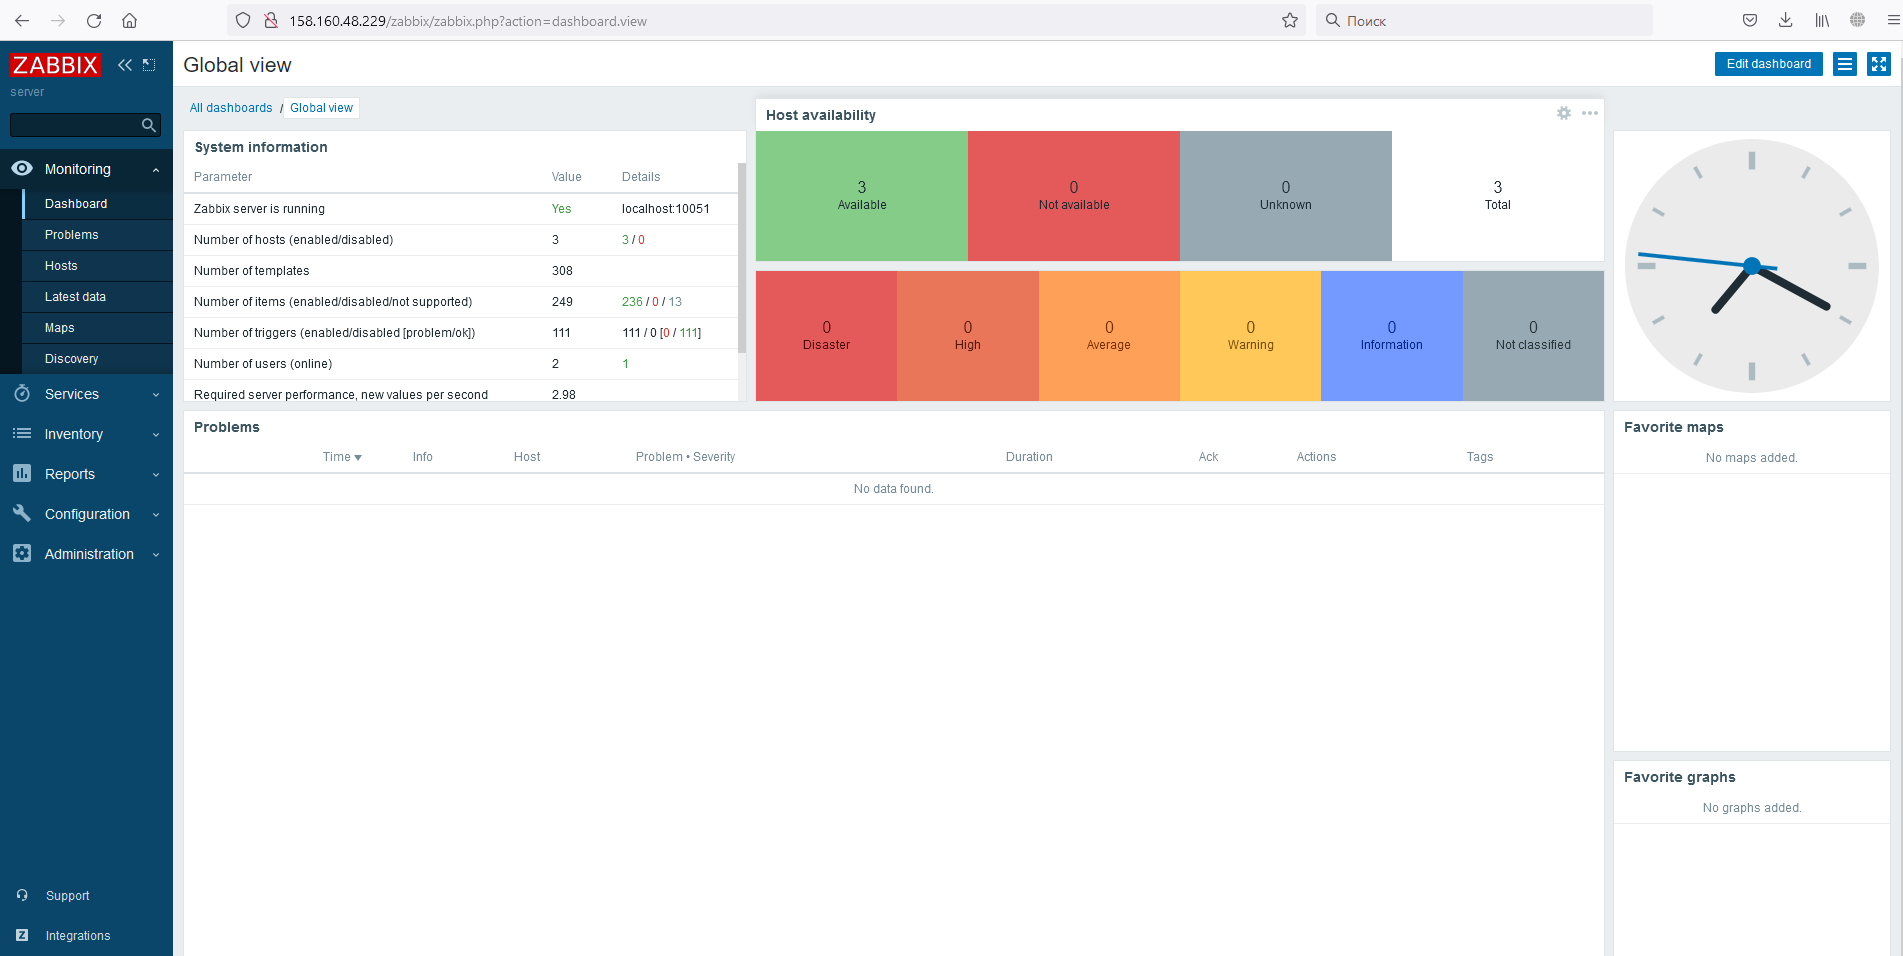 158.160.48.229/zabbix/zabbix.php?action=dashboard.view
Поиск
ZABBIX
server
Monitoring
Dashboard
Problems
Hosts
Latest data
Maps
Discovery
Services
Inventory
Reports
Configuration
Administration
Support
Integrations
Global view
Edit dashboard
All dashboards / Global view
System information
Parameter Value Details
Zabbix server is running Yes localhost:10051
Number of hosts (enabled/disabled) 3 3 / 0
Number of templates 308
Number of items (enabled/disabled/not supported) 249 236 / 0 / 13
Number of triggers (enabled/disabled [problem/ok]) 111 111 / 0 [0 / 111]
Number of users (online) 2 1
Required server performance, new values per second 2.98
Host availability
3 0 0 3
Available Not available Unknown Total
0 0 0 0 0 0
Disaster High Average Warning Information Not classified
Problems
Time Info Host Problem • Severity Duration Ack Actions Tags
No data found.
Favorite maps
No maps added.
Favorite graphs
No graphs added.